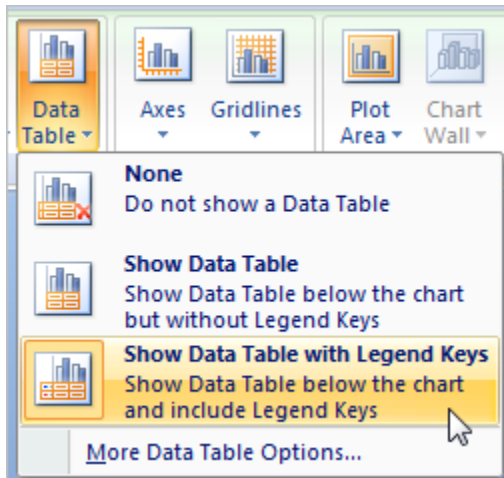 Data Table
Axes
Gridlines
Plot Area
Chart Wall
None
Do not show a Data Table
Show Data Table
Show Data Table below the chart
but without Legend Keys
Show Data Table with Legend Keys
Show Data Table below the chart
and include Legend Keys
More Data Table Options...